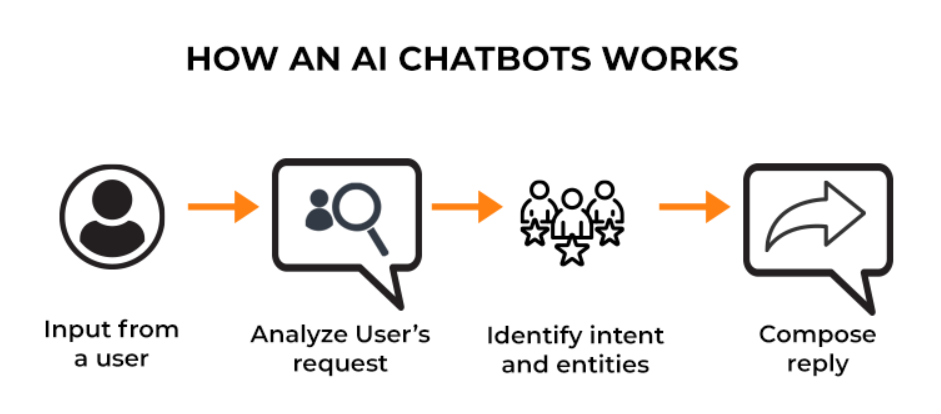 HOW AN AI CHATBOTS WORKS
Input from
a user
Analyze User's
request
Identify intent
and entities
Compose
reply